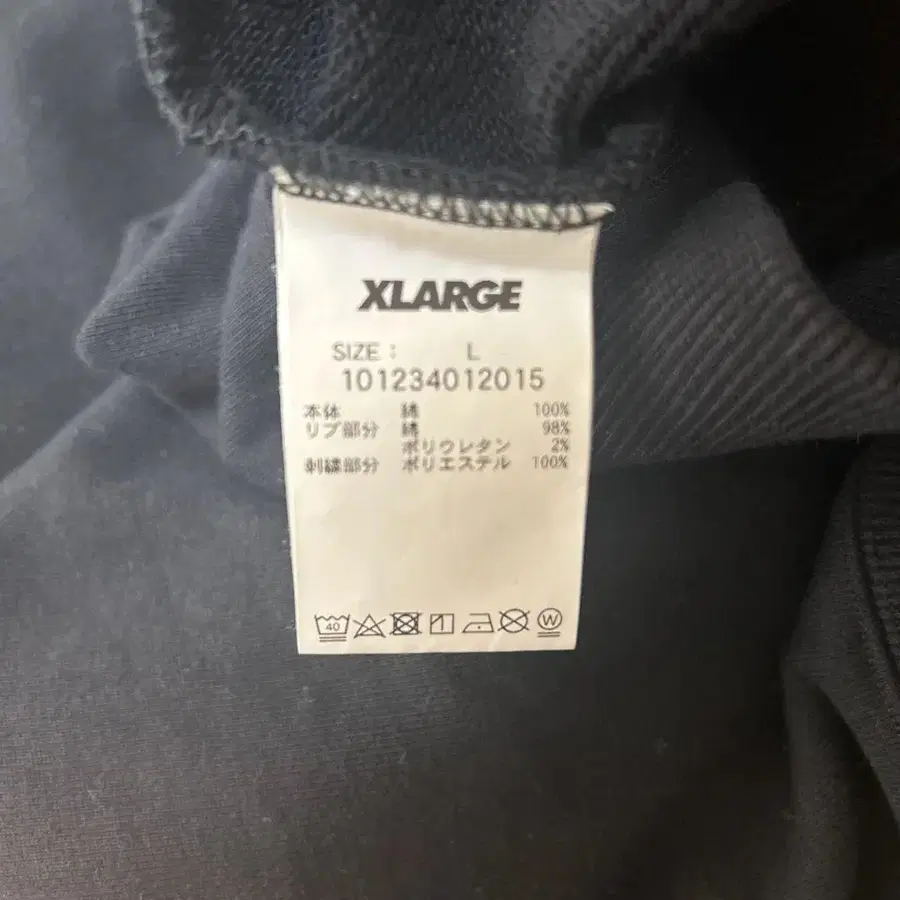 XLARGE
SIZE : L
101234012015
本体 綿 100%
リブ部分 綿 98%
ポリウレタン 2%
刺繍部分 ポリエステル 100%
40 W